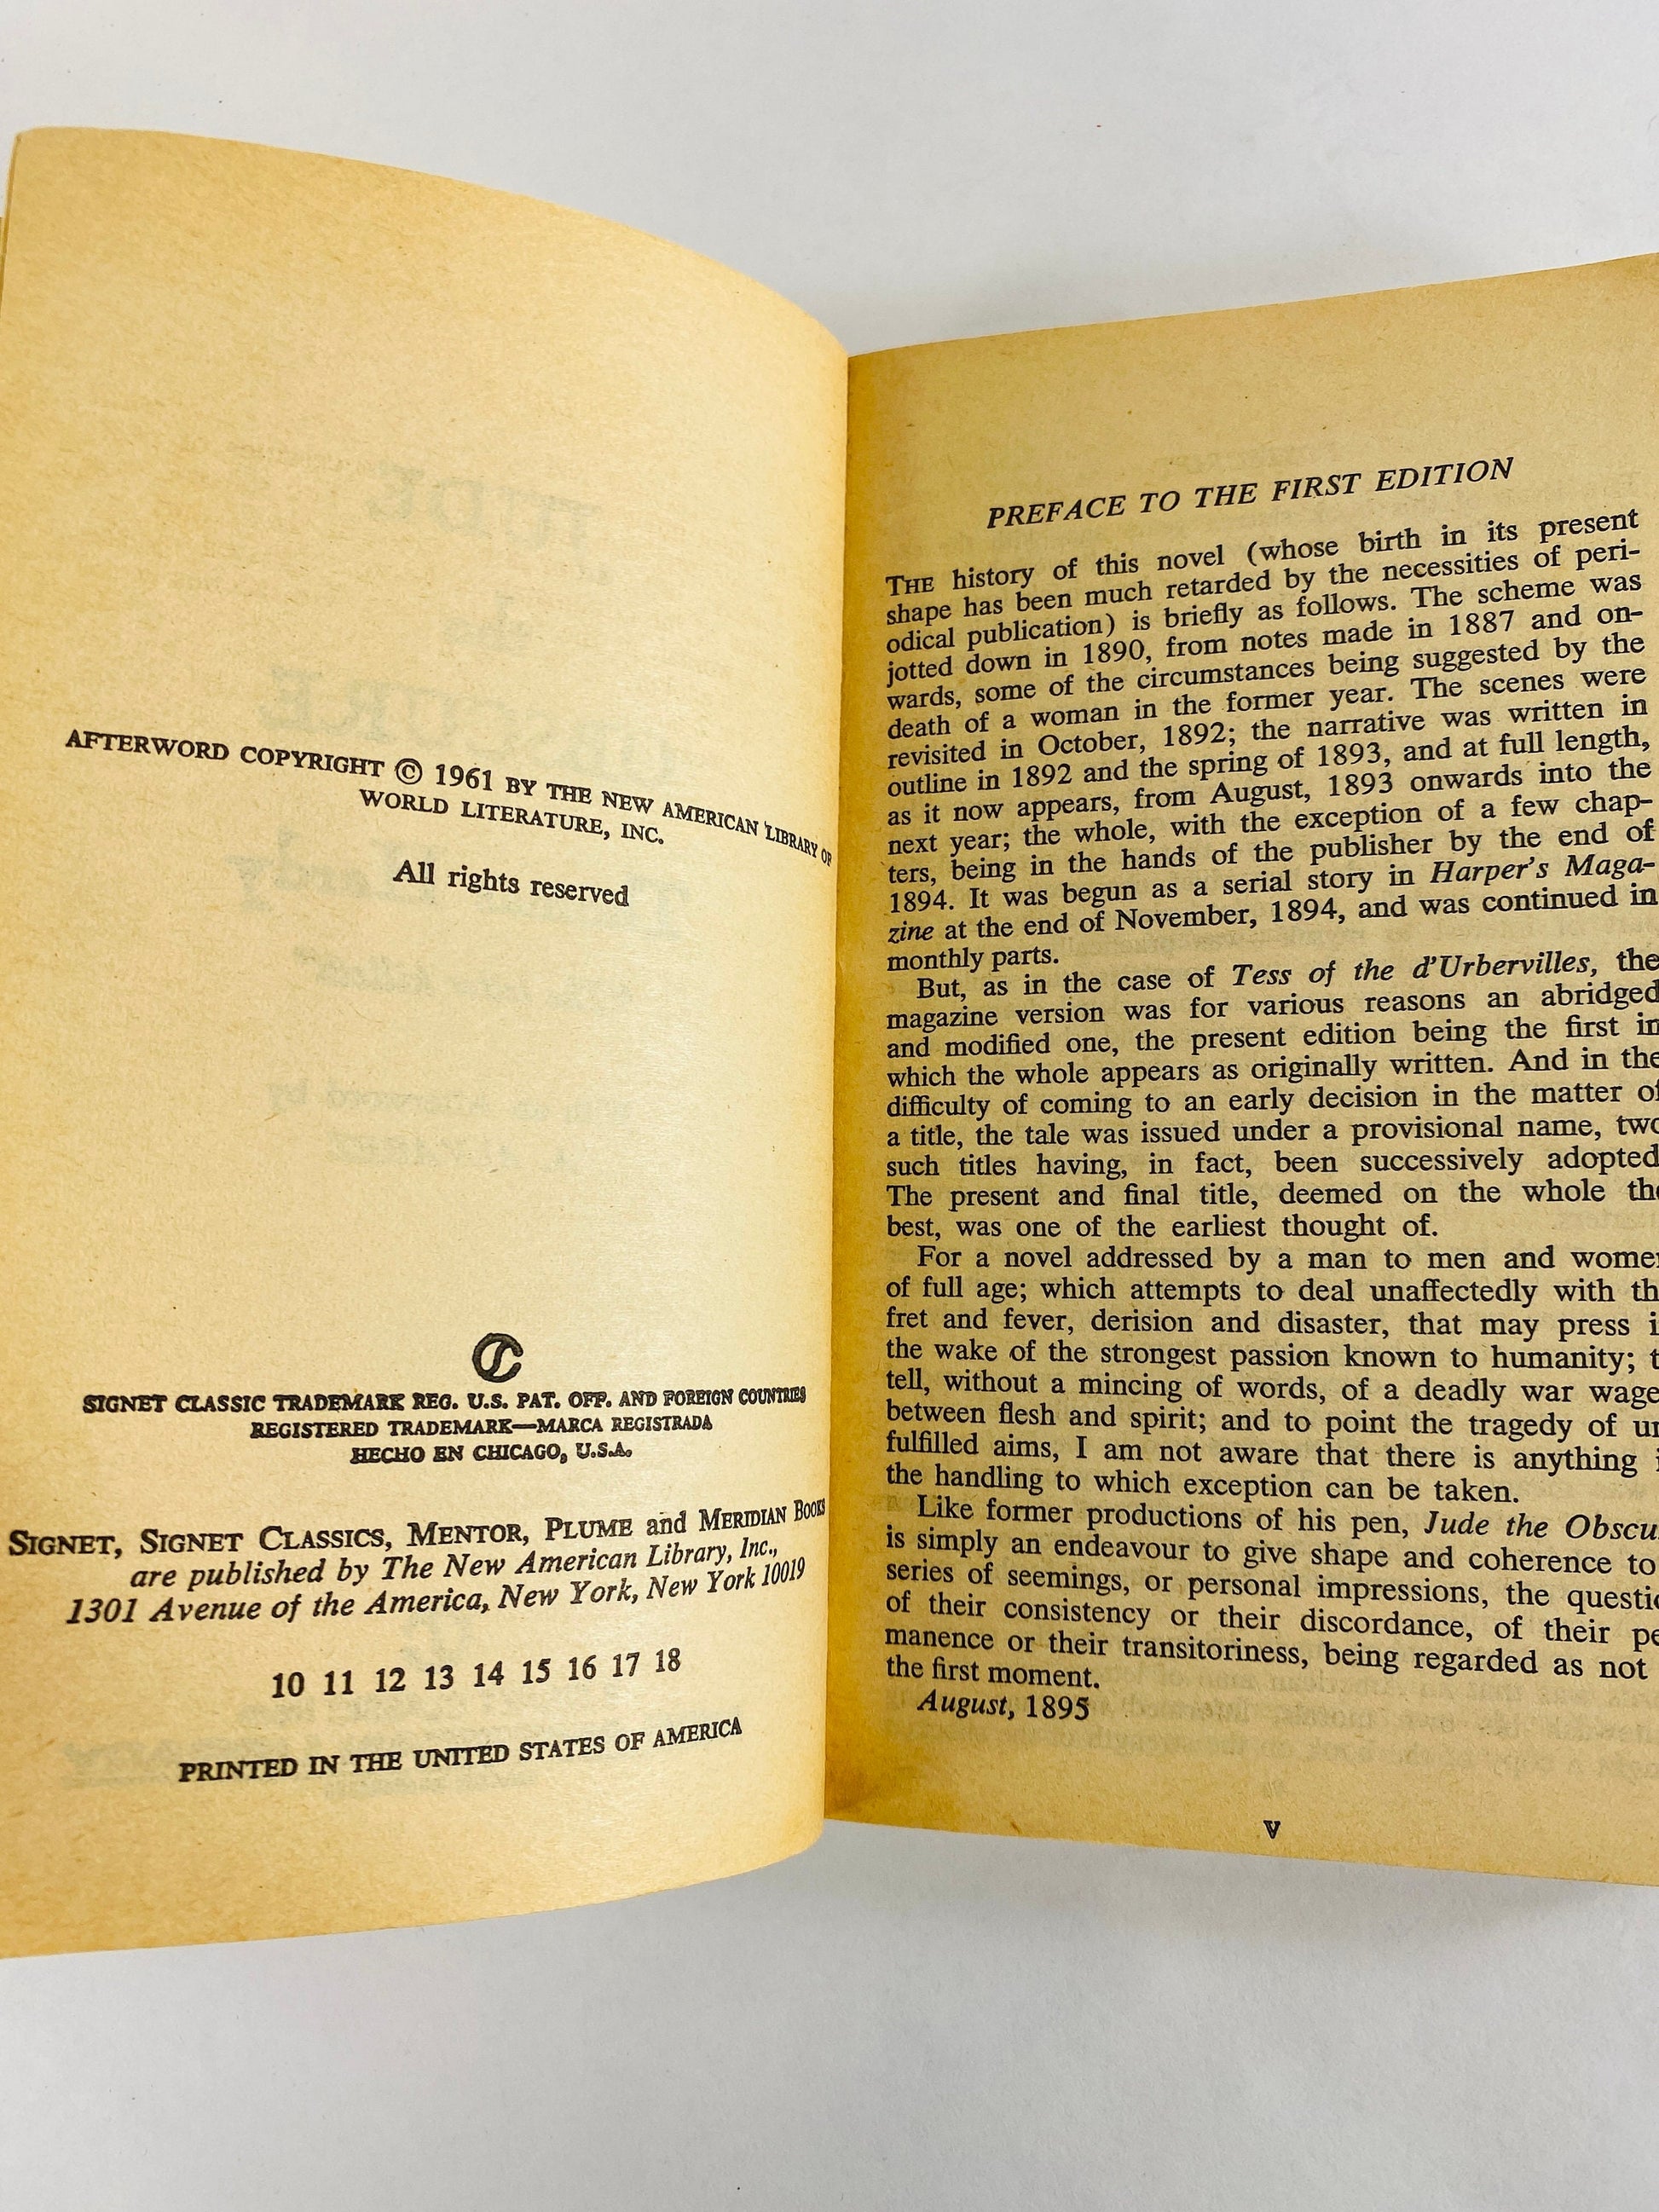 AFTERWORD COPYRIGHT © 1961 BY THE NEW AMERICAN LIBRARY OF
WORLD LITERATURE, INC.
All rights reserved
SIGNET CLASSIC TRADEMARK REG. U.S. PAT. OFF. AND FOREIGN COUNTRIES
REGISTERED TRADEMARK—MARCA REGISTRADA
HECHO EN CHICAGO, U.S.A.
SIGNET, SIGNET CLASSICS, MENTOR, PLUME and MERIDIAN BOOKS
are published by The New American Library, Inc.,
1301 Avenue of the America, New York, New York 10019
10 11 12 13 14 15 16 17 18
PRINTED IN THE UNITED STATES OF AMERICA
PREFACE TO THE FIRST EDITION
THE history of this novel (whose birth in its present
shape has been much retarded by the necessities of peri-
odical publication) is briefly as follows. The scheme was
jotted down in 1890, from notes made in 1887 and on-
wards, some of the circumstances being suggested by the
death of a woman in the former year. The scenes were
revisited in October, 1892; the narrative was written in
outline in 1892 and the spring of 1893, and at full length,
as it now appears, from August, 1893 onwards into the
next year; the whole, with the exception of a few chap-
ters, being in the hands of the publisher by the end of
1894. It was begun as a serial story in Harper's Maga-
zine at the end of November, 1894, and was continued in
monthly parts.
But, as in the case of Tess of the d'Urbervilles, the
magazine version was for various reasons an abridged
and modified one, the present edition being the first in
which the whole appears as originally written. And in the
difficulty of coming to an early decision in the matter of
a title, the tale was issued under a provisional name, two
such titles having, in fact, been successively adopted
The present and final title, deemed on the whole the
best, was one of the earliest thought of.
For a novel addressed by a man to men and women
of full age; which attempts to deal unaffectedly with th
fret and fever, derision and disaster, that may press i
the wake of the strongest passion known to humanity; t
tell, without a mincing of words, of a deadly war wage
between flesh and spirit; and to point the tragedy of un
fulfilled aims, I am not aware that there is anything i
the handling to which exception can be taken.
Like former productions of his pen, Jude the Obscu
is simply an endeavour to give shape and coherence to
series of seemings, or personal impressions, the questio
of their consistency or their discordance, of their pe
manence or their transitoriness, being regarded as not
the first moment.
August, 1895
v